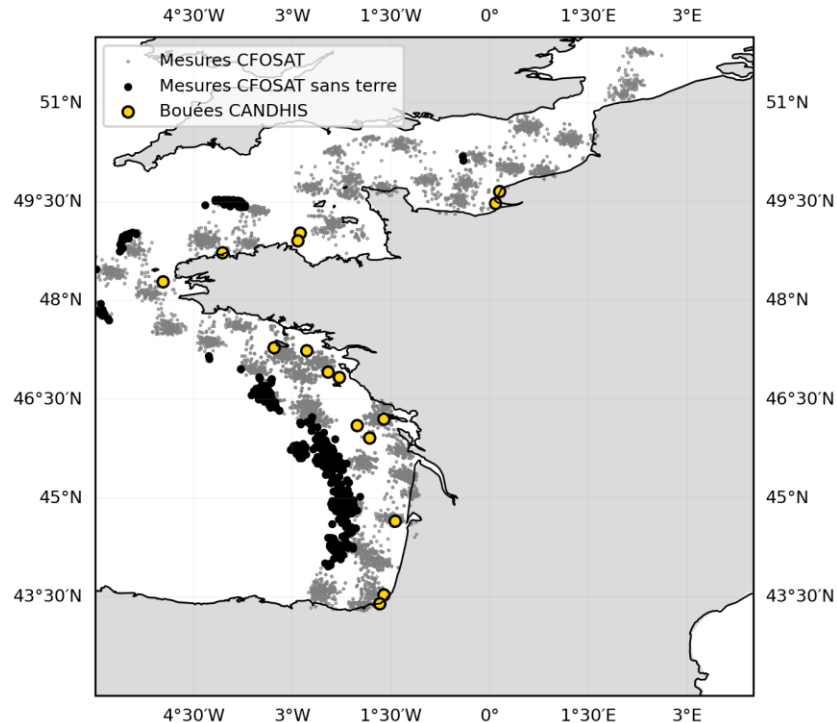 4°30′W 3°W 1°30′W 0° 1°30′E 3°E
Mesures CFOSAT
Mesures CFOSAT sans terre
Bouées CANDHIS
51°N 51°N
49°30′N 49°30′N
48°N 48°N
46°30′N 46°30′N
45°N 45°N
43°30′N 43°30′N
4°30′W 3°W 1°30′W 0° 1°30′E 3°E